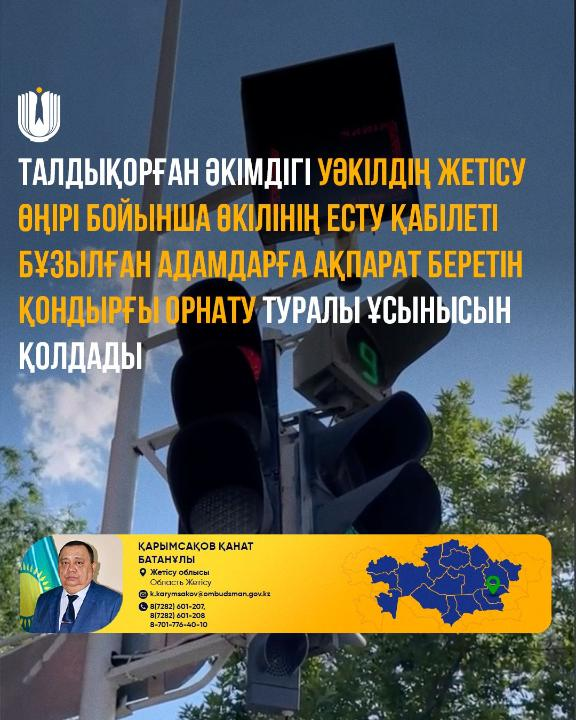 ТАЛДЫҚОРҒАН ӘКІМДІГІ УӘКІЛДІҢ ЖЕТІСУ
ӨҢІРІ БОЙЫНША ӨКІЛІНІҢ ЕСТУ ҚАБІЛЕТІ
БҰЗЫЛҒАН АДАМДАРҒА АҚПАРАТ БЕРЕТІН
ҚОНДЫРҒЫ ОРНАТУ ТУРАЛЫ ҰСЫНЫСЫН
ҚОЛДАДЫ
9
ҚАРЫМСАҚОВ ҚАНАТ
БАТАНҰЛЫ
Жетісу облысы
Область Жетісу
k.karymsakov@ombudsman.gov.kz
8(7282) 601-207,
8(7282) 601-208
8-701-776-40-10